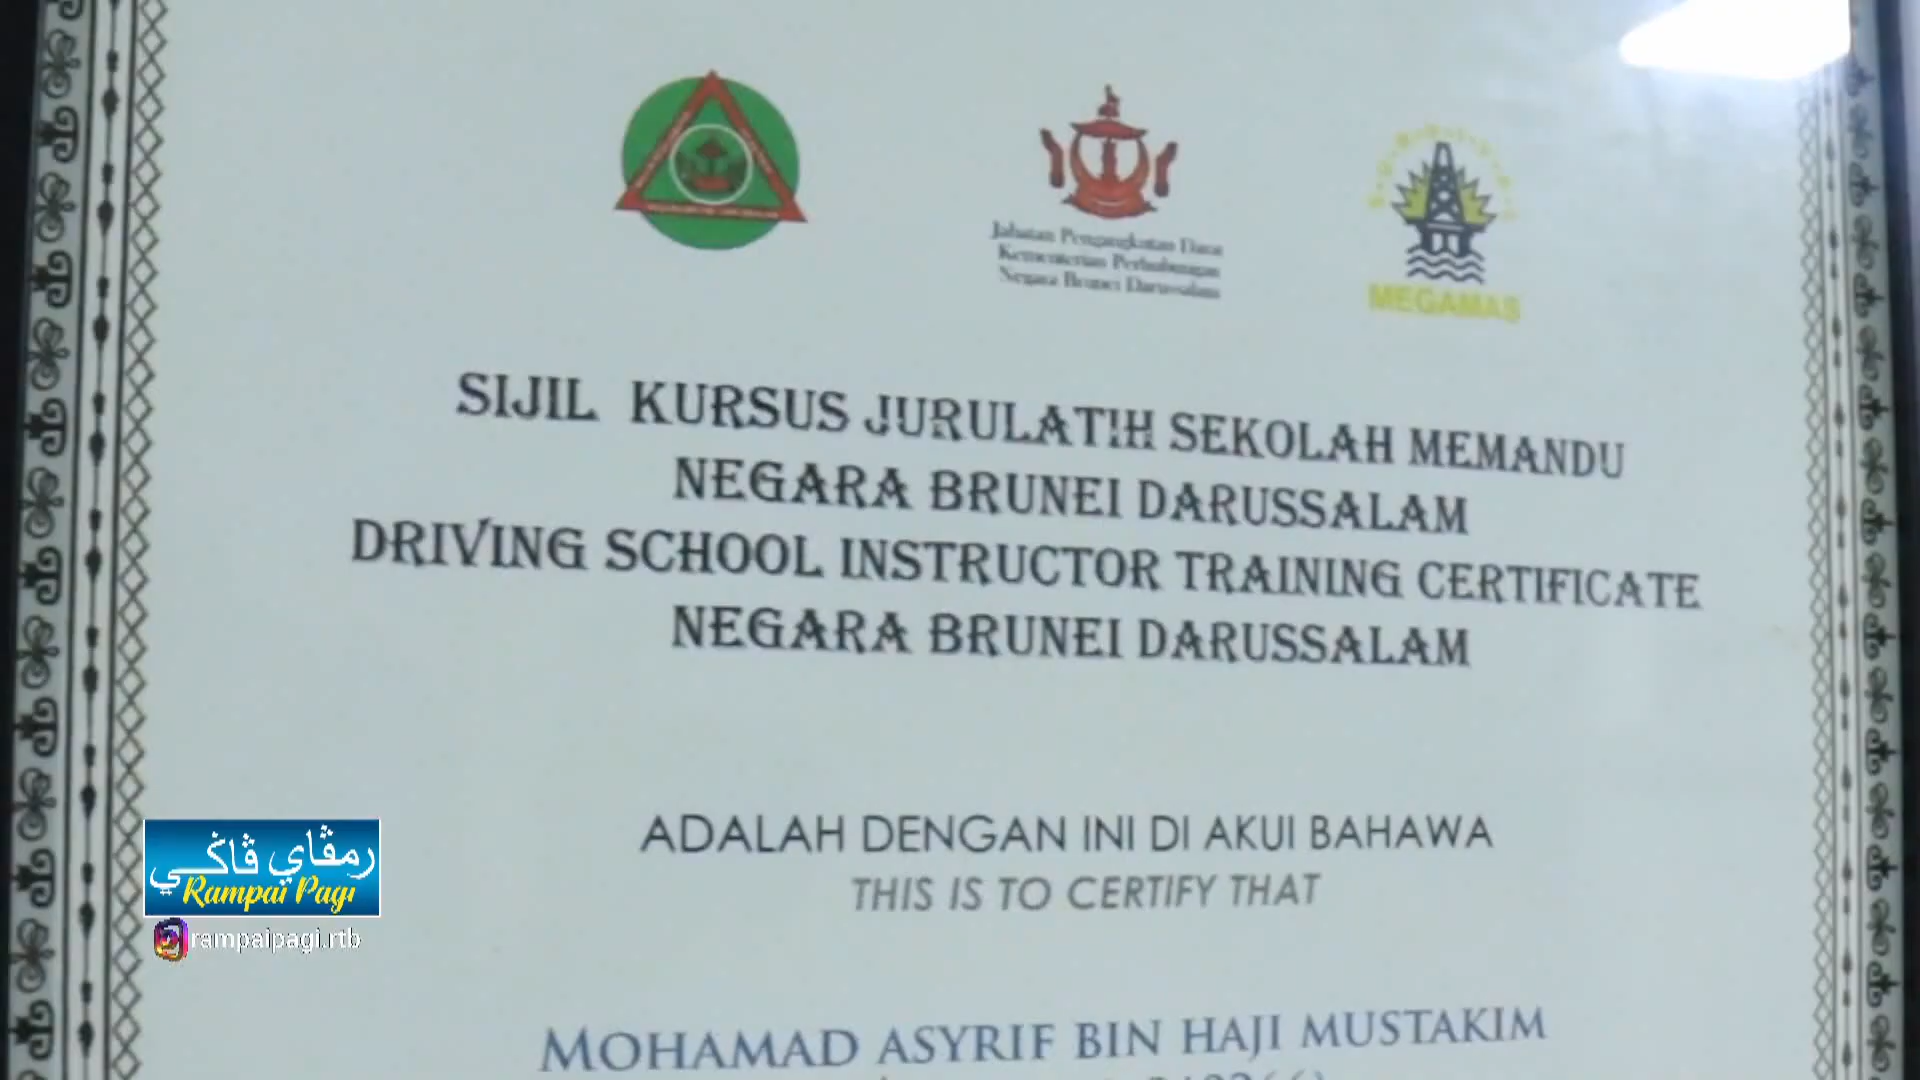 Jabatan Pengangkutan Darat
Kementerian Perhubungan
Negara Brunei Darussalam
MEGAMAS
SIJIL KURSUS JURULATIH SEKOLAH MEMANDU
NEGARA BRUNEI DARUSSALAM
DRIVING SCHOOL INSTRUCTOR TRAINING CERTIFICATE
NEGARA BRUNEI DARUSSALAM
ADALAH DENGAN INI DI AKUI BAHAWA
THIS IS TO CERTIFY THAT
رمڤاي ڤاݢي
Rampai Pagi
rampaipagi.rtb
MOHAMAD ASYRIF BIN HAJI MUSTAKIM